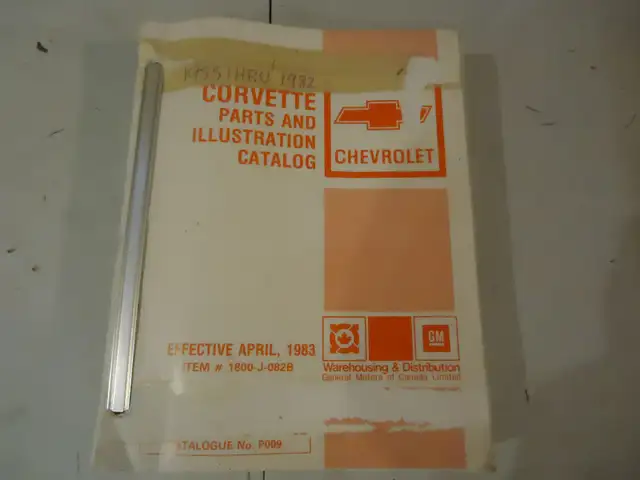 1955 THRU 1982
CORVETTE
PARTS AND
ILLUSTRATION
CATALOG
CHEVROLET
EFFECTIVE APRIL, 1983
ITEM # 1800-J-082B
GM
Warehousing & Distribution
General Motors of Canada Limited
CATALOGUE No P009